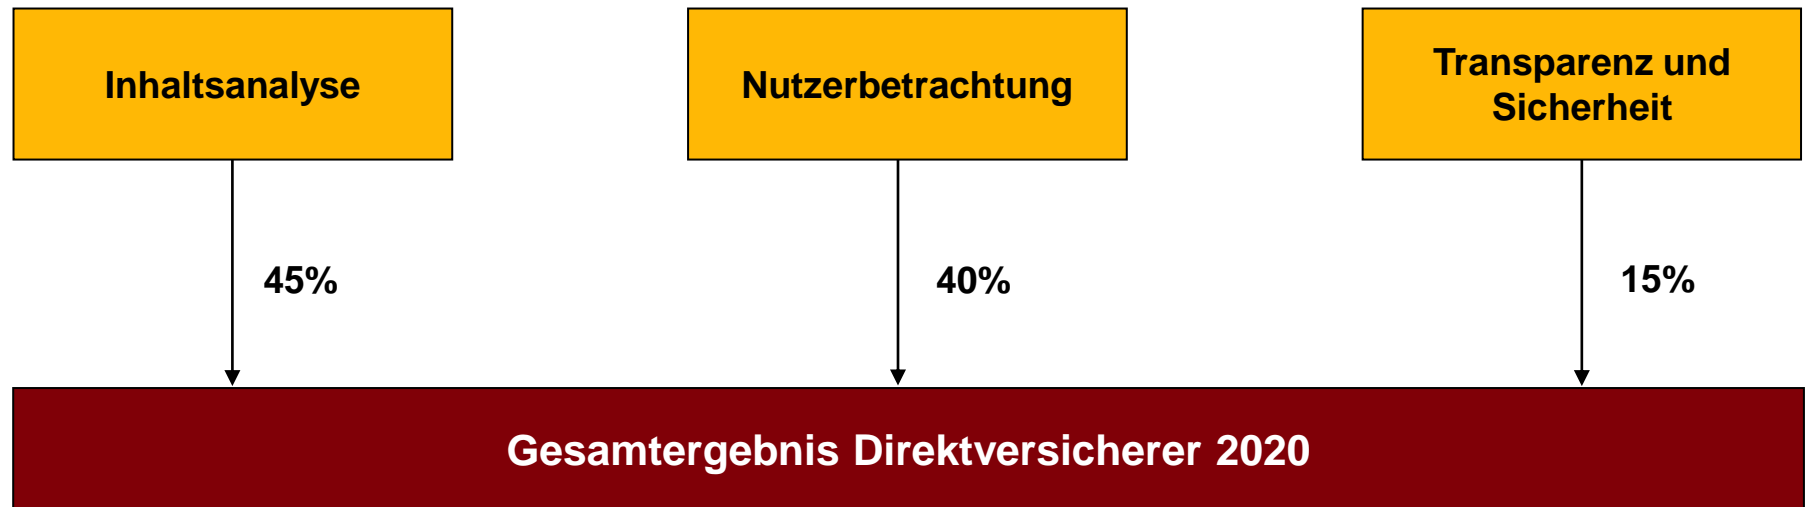 Inhaltsanalyse
Nutzerbetrachtung
Transparenz und
Sicherheit
45%
40%
15%
Gesamtergebnis Direktversicherer 2020